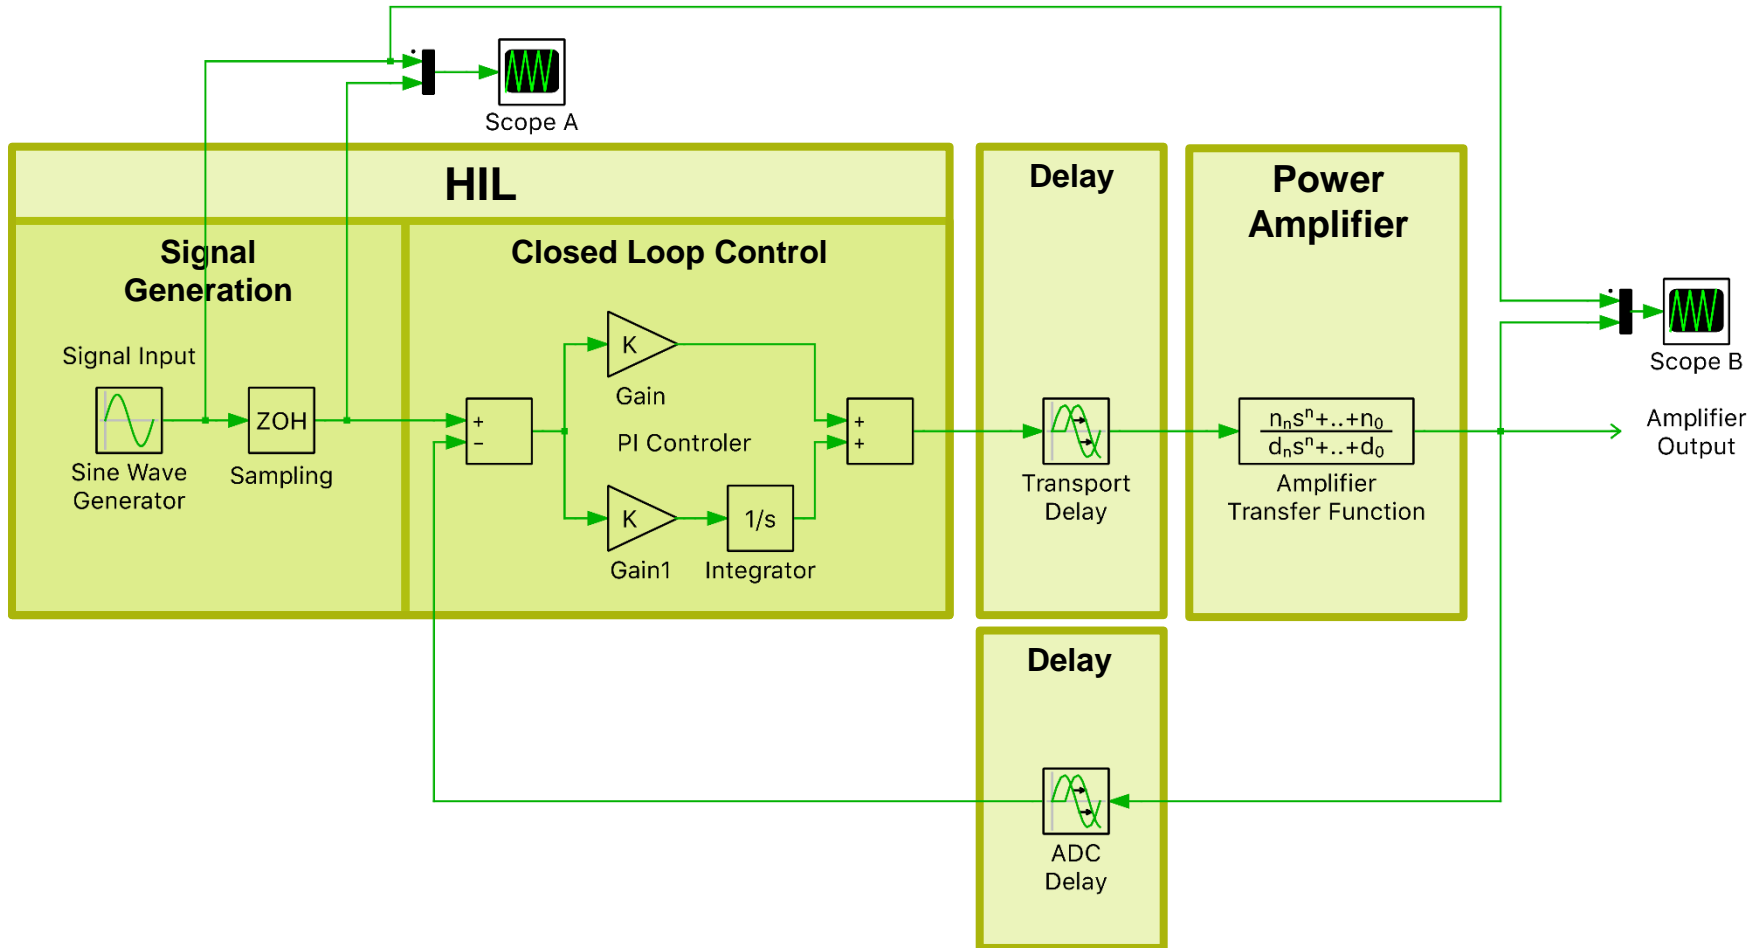 Scope A
HIL
Delay
Power
Amplifier
Signal
Generation
Closed Loop Control
Signal Input
ZOH
Sine Wave
Generator
Sampling
+
−
K
Gain
PI Controler
K
Gain1
1/s
Integrator
+
+
Transport
Delay
nₙsⁿ+..+n₀
dₙsⁿ+..+d₀
Amplifier
Transfer Function
Scope B
Amplifier
Output
Delay
ADC
Delay